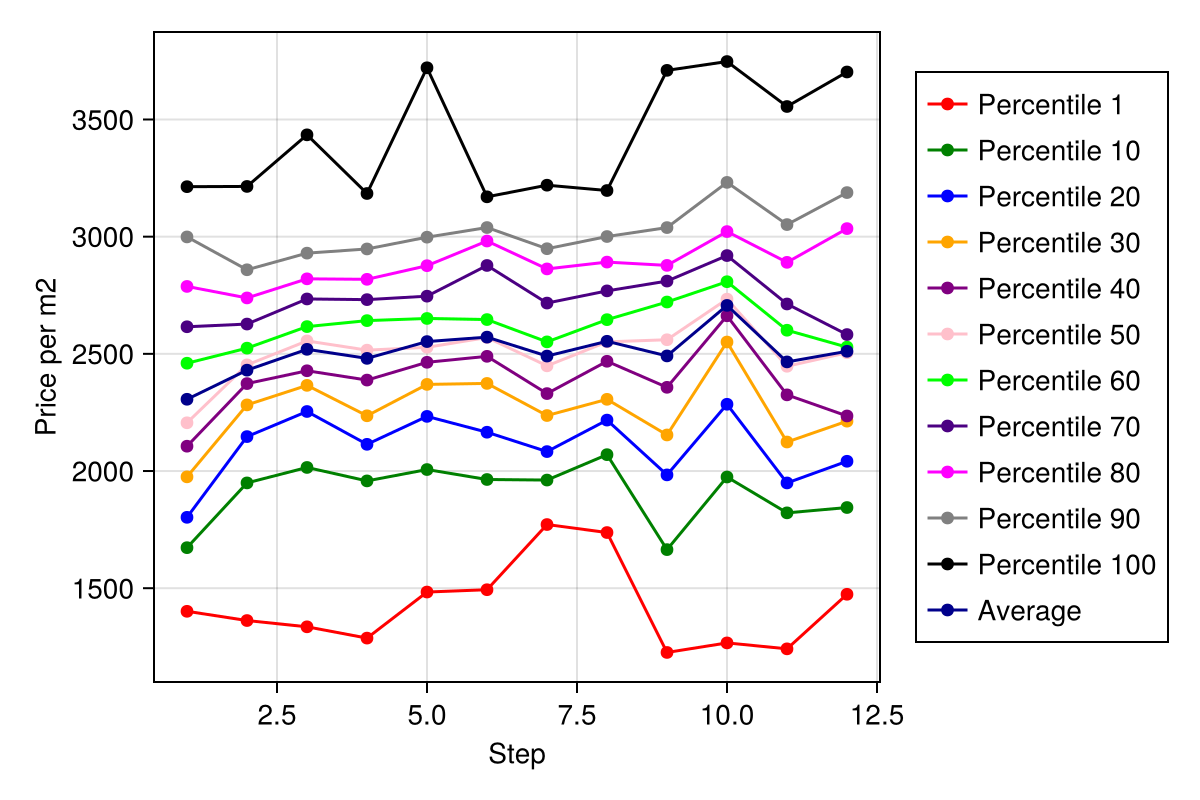 3500
3000
2500
2000
1500
Price per m2
2.5 5.0 7.5 10.0 12.5
Step
Percentile 1
Percentile 10
Percentile 20
Percentile 30
Percentile 40
Percentile 50
Percentile 60
Percentile 70
Percentile 80
Percentile 90
Percentile 100
Average